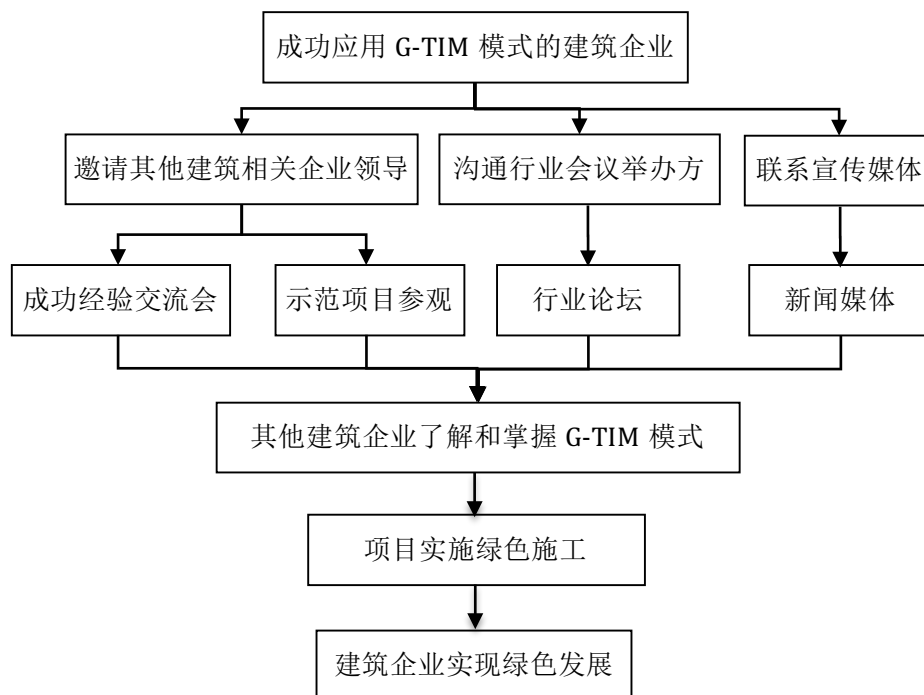 成功应用 G-TIM 模式的建筑企业
邀请其他建筑相关企业领导
沟通行业会议举办方
联系宣传媒体
成功经验交流会
示范项目参观
行业论坛
新闻媒体
其他建筑企业了解和掌握 G-TIM 模式
项目实施绿色施工
建筑企业实现绿色发展